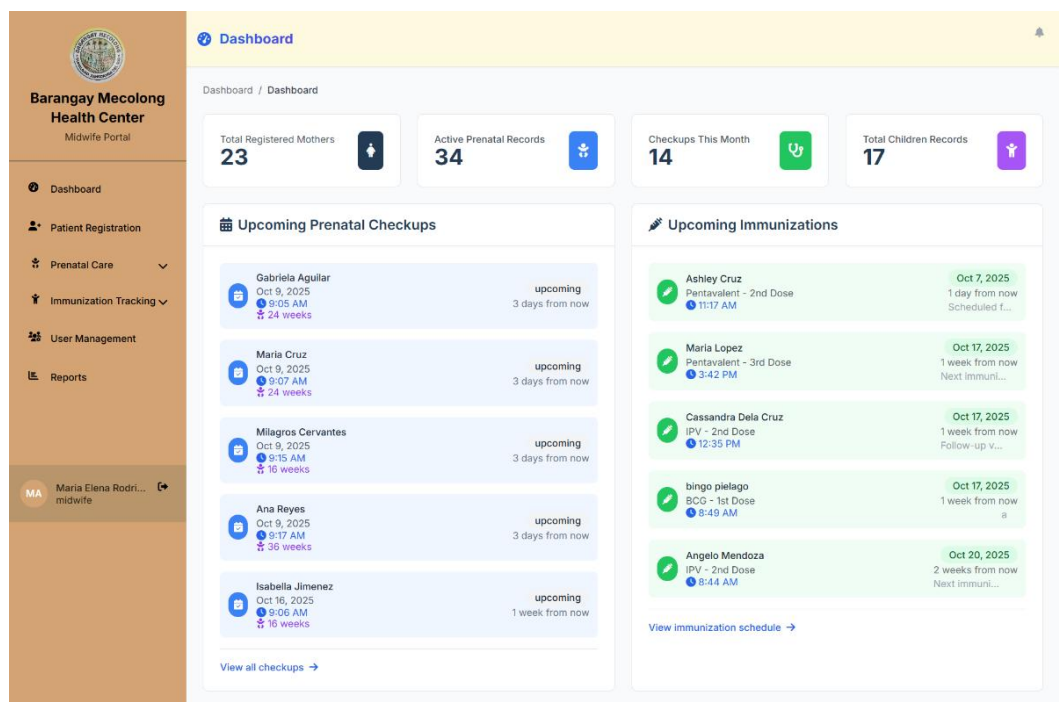 Barangay Mecolong
Health Center
Midwife Portal
Dashboard
Patient Registration
Prenatal Care
Immunization Tracking
User Management
Reports
MA
Maria Elena Rodri...
midwife
Dashboard
Dashboard / Dashboard
Total Registered Mothers
23
Active Prenatal Records
34
Checkups This Month
14
Total Children Records
17
Upcoming Prenatal Checkups
Gabriela Aguilar
Oct 9, 2025
9:05 AM
24 weeks
upcoming
3 days from now
Maria Cruz
Oct 9, 2025
9:07 AM
24 weeks
upcoming
3 days from now
Milagros Cervantes
Oct 9, 2025
9:15 AM
16 weeks
upcoming
3 days from now
Ana Reyes
Oct 9, 2025
9:17 AM
36 weeks
upcoming
3 days from now
Isabella Jimenez
Oct 16, 2025
9:06 AM
16 weeks
upcoming
1 week from now
View all checkups
Upcoming Immunizations
Ashley Cruz
Pentavalent - 2nd Dose
11:17 AM
Oct 7, 2025
1 day from now
Scheduled f...
Maria Lopez
Pentavalent - 3rd Dose
3:42 PM
Oct 17, 2025
1 week from now
Next immuni...
Cassandra Dela Cruz
IPV - 2nd Dose
12:35 PM
Oct 17, 2025
1 week from now
Follow-up v...
bingo pielago
BCG - 1st Dose
8:49 AM
Oct 17, 2025
1 week from now
a
Angelo Mendoza
IPV - 2nd Dose
8:44 AM
Oct 20, 2025
2 weeks from now
Next immuni...
View immunization schedule